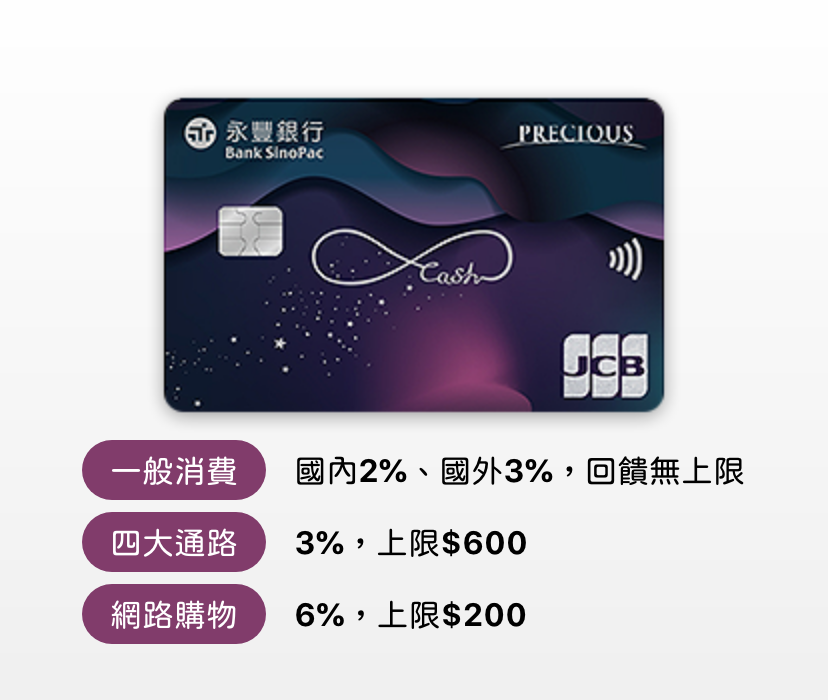 永豐銀行
Bank SinoPac
PRECIOUS
Cash
JCB
一般消費 國內2%、國外3%，回饋無上限
四大通路 3%，上限$600
網路購物 6%，上限$200